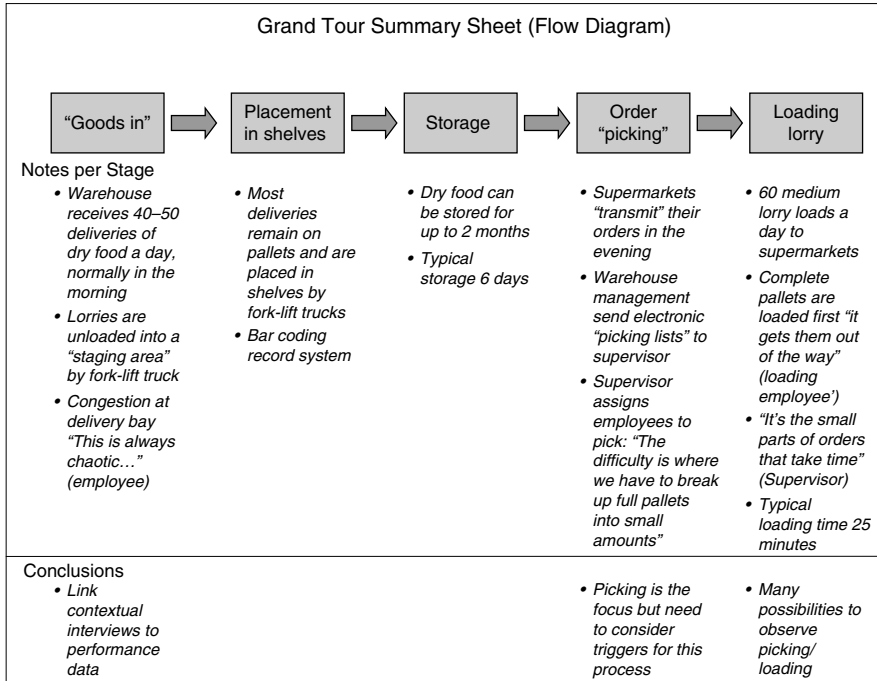 Grand Tour Summary Sheet (Flow Diagram)
“Goods in”
Placement
in shelves
Storage
Order
“picking”
Loading
lorry
Notes per Stage
• Warehouse
receives 40–50
deliveries of
dry food a day,
normally in the
morning
• Lorries are
unloaded into a
“staging area”
by fork-lift truck
• Congestion at
delivery bay
“This is always
chaotic…”
(employee)
• Most
deliveries
remain on
pallets and are
placed in
shelves by
fork-lift trucks
• Bar coding
record system
• Dry food can
be stored for
up to 2 months
• Typical
storage 6 days
• Supermarkets
“transmit” their
orders in the
evening
• Warehouse
management
send electronic
“picking lists” to
supervisor
• Supervisor
assigns
employees to
pick: “The
difficulty is where
we have to break
up full pallets
into small
amounts”
• 60 medium
lorry loads a
day to
supermarkets
• Complete
pallets are
loaded first “it
gets them out
of the way”
(loading
employee’)
• “It’s the small
parts of orders
that take time”
(Supervisor)
• Typical
loading time 25
minutes
Conclusions
• Link
contextual
interviews to
performance
data
• Picking is the
focus but need
to consider
triggers for this
process
• Many
possibilities to
observe
picking/
loading